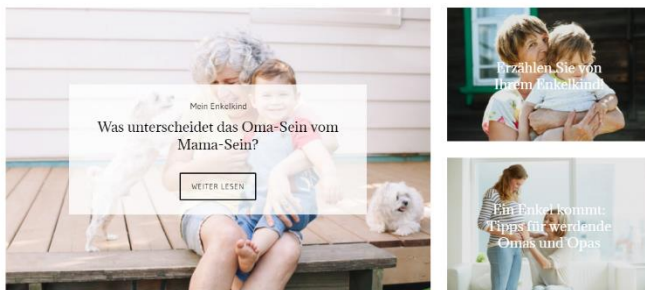 Mein Enkelkind
Was unterscheidet das Oma-Sein vom
Mama-Sein?
WEITER LESEN
Erzählen Sie von
Ihrem Enkelkind!
Ein Enkel kommt:
Tipps für werdende
Omas und Opas